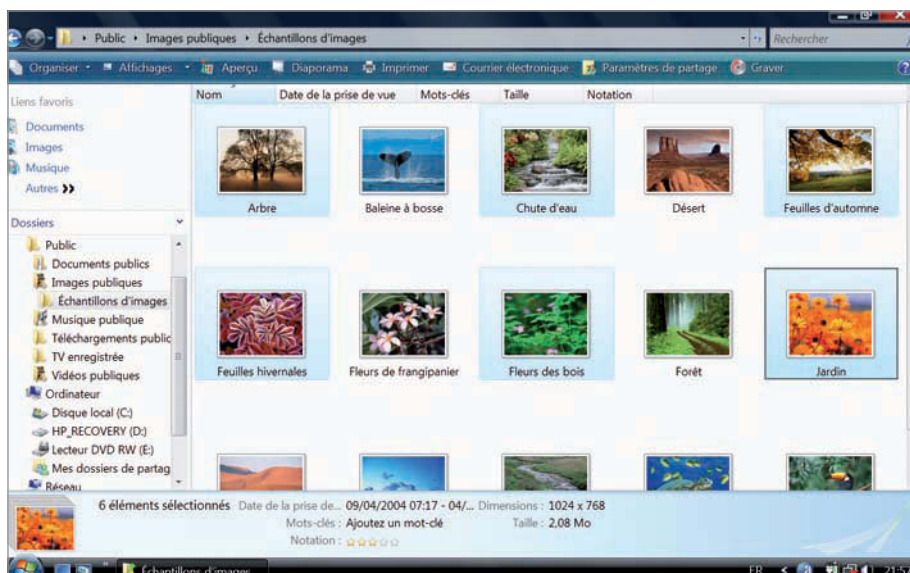 Public ▸ Images publiques ▸ Échantillons d'images
Rechercher
Organiser Affichages Aperçu Diaporama Imprimer Courrier électronique Paramètres de partage Graver
Liens favoris
Documents
Images
Musique
Autres
Dossiers
Public
Documents publics
Images publiques
Échantillons d'images
Musique publique
Téléchargements public
TV enregistrée
Vidéos publiques
Ordinateur
Disque local (C:)
HP_RECOVERY (D:)
Lecteur DVD RW (E:)
Mes dossiers de partag
Réseau
Nom Date de la prise de vue Mots-clés Taille Notation
Arbre Baleine à bosse Chute d'eau Désert Feuilles d'automne
Feuilles hivernales Fleurs de frangipanier Fleurs des bois Forêt Jardin
6 éléments sélectionnés Date de la prise de... 09/04/2004 07:17 - 04/... Dimensions : 1024 x 768
Mots-clés : Ajoutez un mot-clé Taille : 2,08 Mo
Notation :
Échantillons d'images FR 21:57